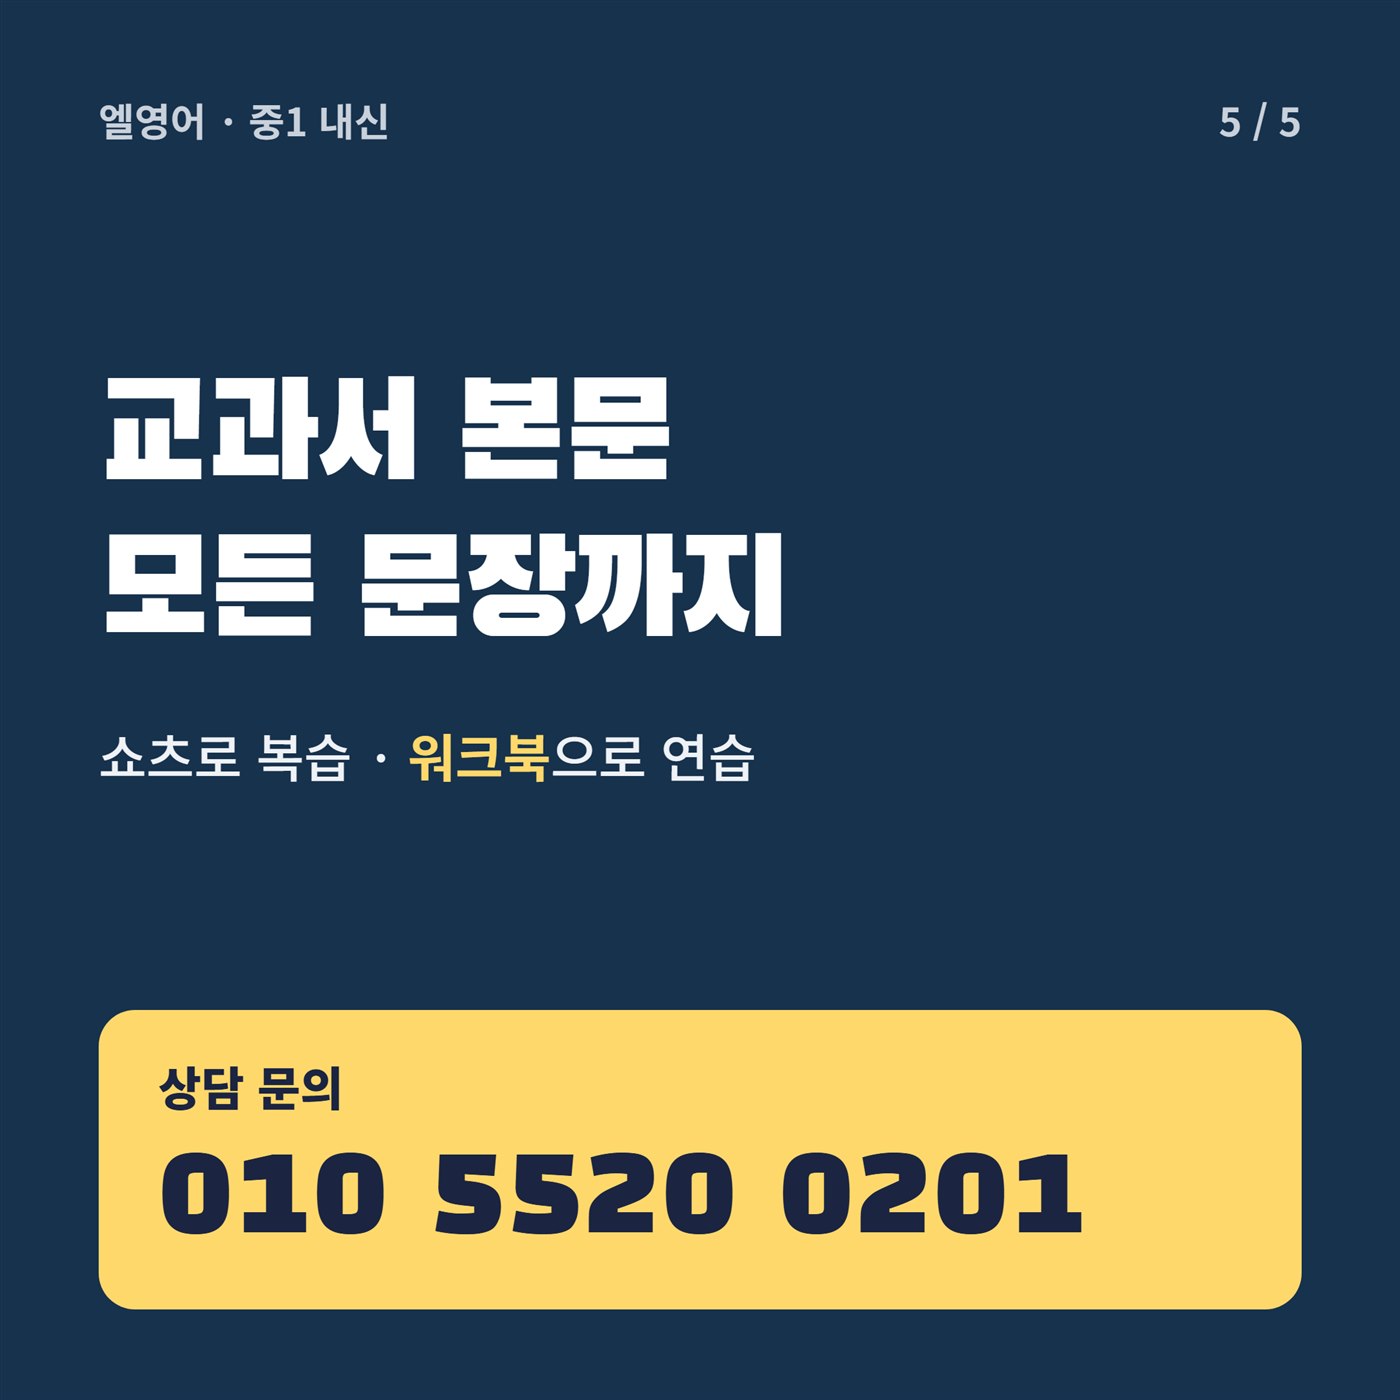 엘영어 · 중1 내신
5 / 5
교과서 본문
모든 문장까지
쇼츠로 복습 · 워크북으로 연습
상담 문의
010 5520 0201